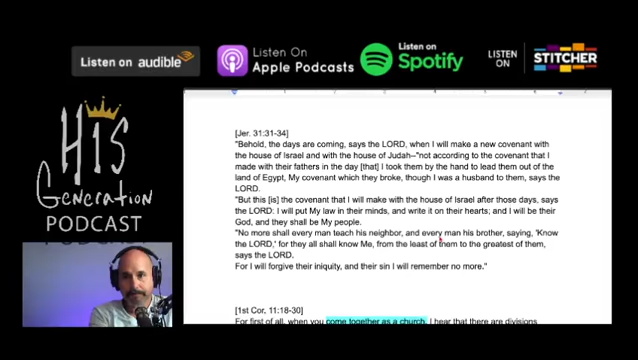 Listen on audible
Listen On
Apple Podcasts
Listen on
Spotify
LISTEN
ON
STITCHER
HIS
Generation
PODCAST
[Jer. 31:31-34]
"Behold, the days are coming, says the LORD, when I will make a new covenant with
the house of Israel and with the house of Judah--"not according to the covenant that I
made with their fathers in the day [that] I took them by the hand to lead them out of the
land of Egypt, My covenant which they broke, though I was a husband to them, says the
LORD.
"But this [is] the covenant that I will make with the house of Israel after those days, says
the LORD: I will put My law in their minds, and write it on their hearts; and I will be their
God, and they shall be My people.
"No more shall every man teach his neighbor, and every man his brother, saying, 'Know
the LORD,' for they all shall know Me, from the least of them to the greatest of them,
says the LORD.
For I will forgive their iniquity, and their sin I will remember no more."
[1st Cor. 11:18-30]
For first of all, when you come together as a church, I hear that there are divisions